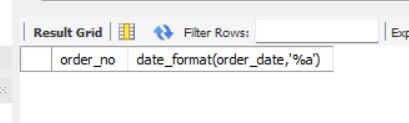 Result Grid Filter Rows: Exp
order_no date_format(order_date,'%a')